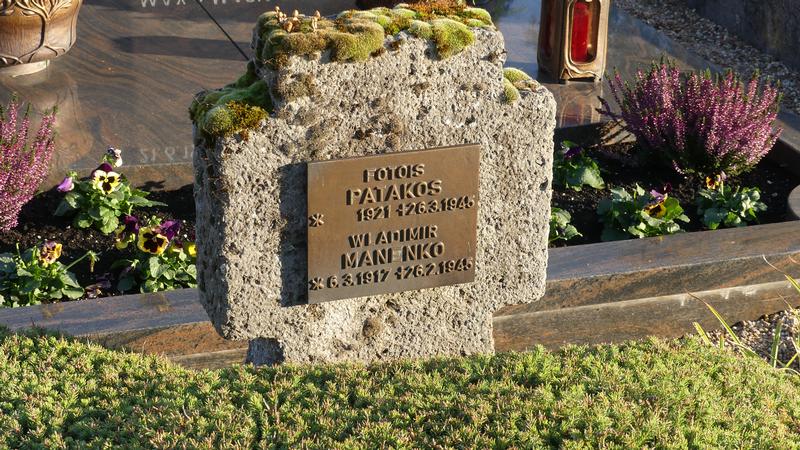 FOTOIS
PATAKOS
* 1921 +26.3.1945
WLADIMIR
MANENKO
* 6.3.1917 +26.2.1945